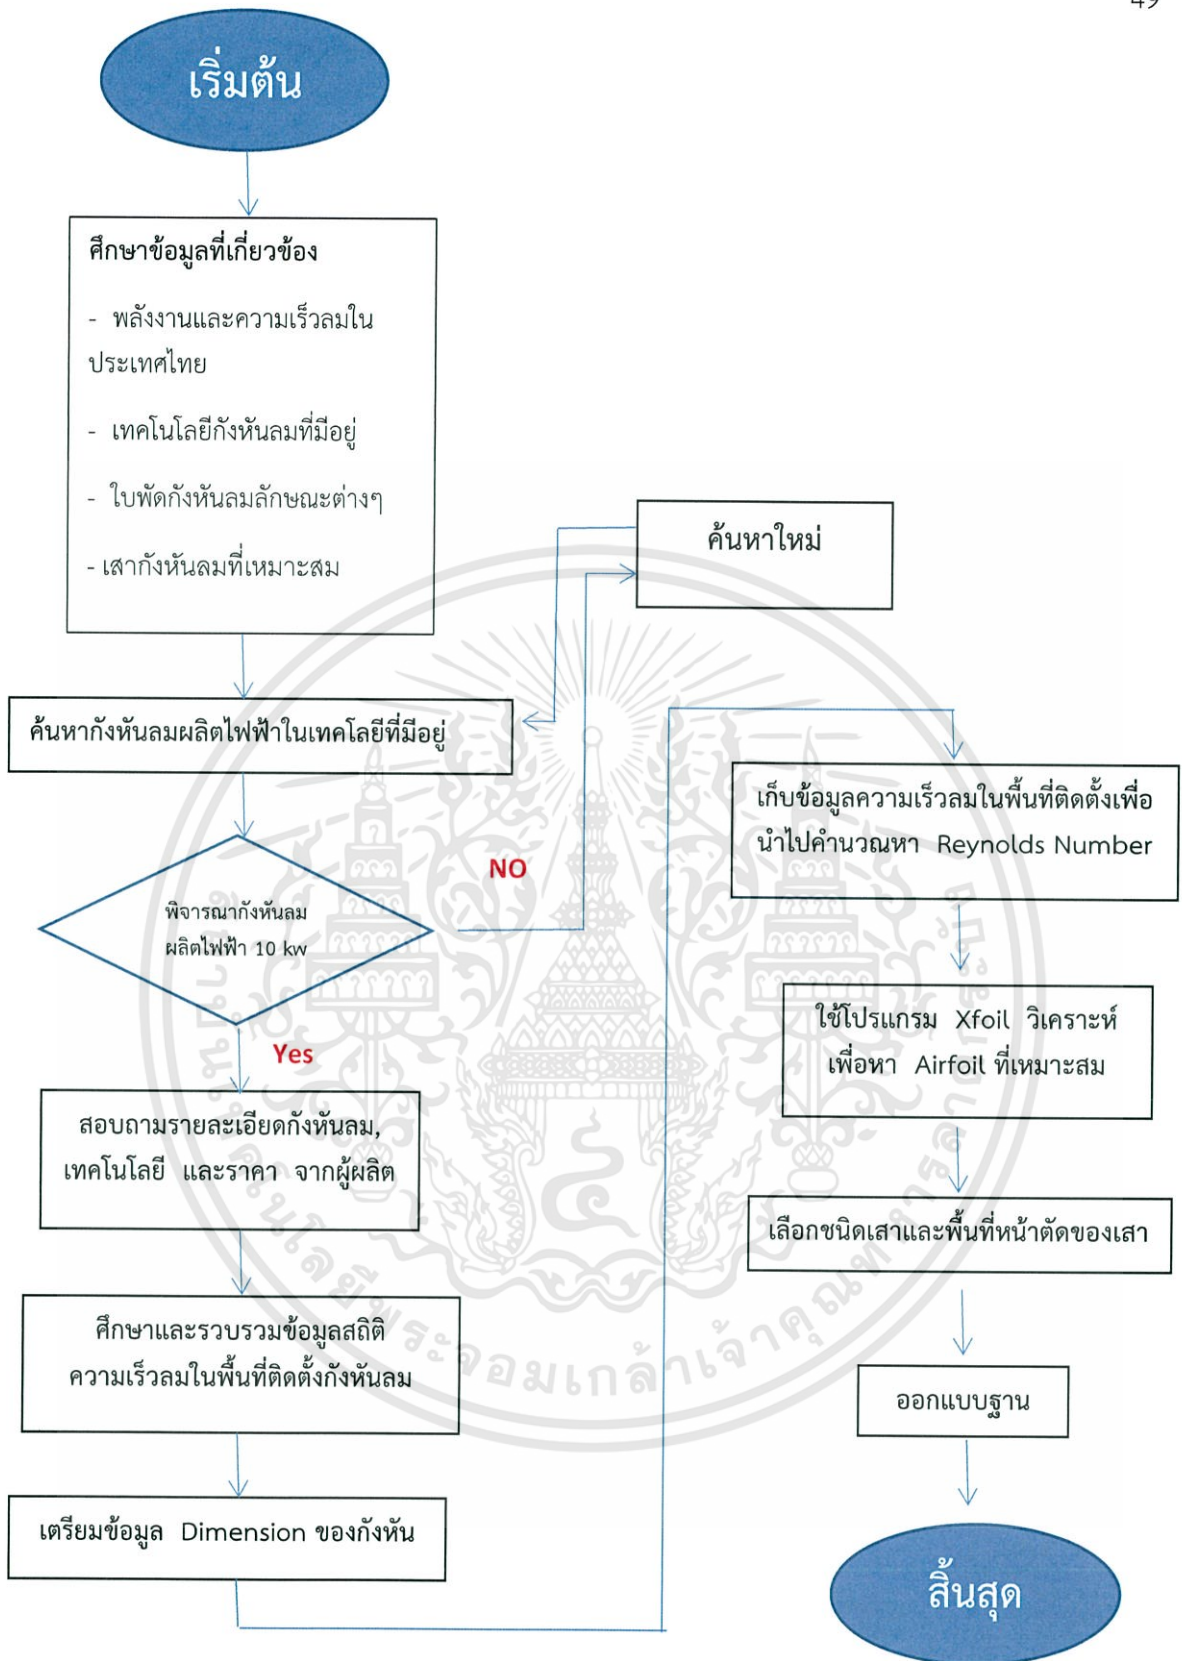 เริ่มต้น
ศึกษาข้อมูลที่เกี่ยวข้อง
- พลังงานและความเร็วลมใน
ประเทศไทย
- เทคโนโลยีกังหันลมที่มีอยู่
- ใบพัดกังหันลมลักษณะต่างๆ
- เสากังหันลมที่เหมาะสม
ค้นหาใหม่
ค้นหากังหันลมผลิตไฟฟ้าในเทคโลยีที่มีอยู่
พิจารณากังหันลม
ผลิตไฟฟ้า 10 kw
NO
Yes
สอบถามรายละเอียดกังหันลม,
เทคโนโลยี และราคา จากผู้ผลิต
ศึกษาและรวบรวมข้อมูลสถิติ
ความเร็วลมในพื้นที่ติดตั้งกังหันลม
เตรียมข้อมูล Dimension ของกังหัน
เก็บข้อมูลความเร็วลมในพื้นที่ติดตั้งเพื่อ
นำไปคำนวณหา Reynolds Number
ใช้โปรแกรม Xfoil วิเคราะห์
เพื่อหา Airfoil ที่เหมาะสม
เลือกชนิดเสาและพื้นที่หน้าตัดของเสา
ออกแบบฐาน
สิ้นสุด